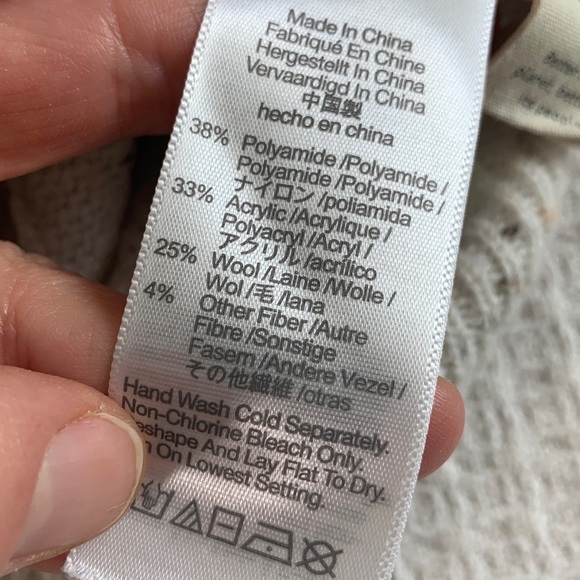 Made In China
Fabriqué En Chine
Hergestellt In China
Vervaardigd In China
中国製
hecho en china
38% Polyamide /Polyamide /
Polyamide /Polyamide /
ナイロン /poliamida
33% Acrylic /Acrylique /
Polyacryl /Acryl /
アクリル /acrílico
25% Wool /Laine /Wolle /
Wol /毛 /lana
4% Other Fiber /Autre
Fibre /Sonstige
Fasern /Andere Vezel /
その他繊維 /otras
Hand Wash Cold Separately.
Non-Chlorine Bleach Only.
Reshape And Lay Flat To Dry.
On Lowest Setting.